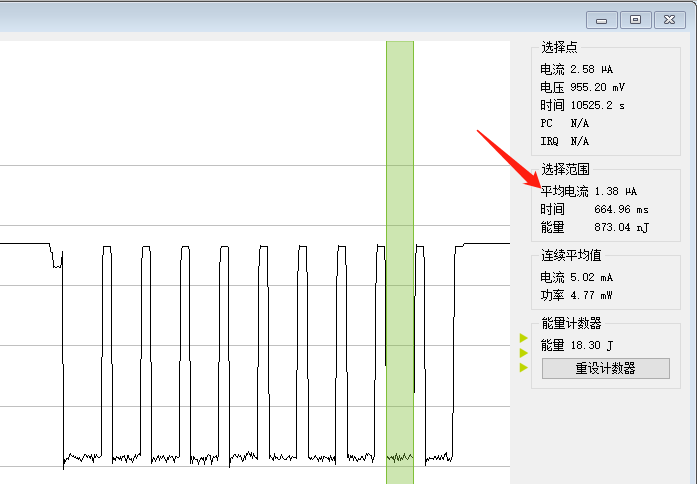 选择点
电流 2.58 μA
电压 955.20 mV
时间 10525.2 s
PC N/A
IRQ N/A
选择范围
平均电流 1.38 μA
时间 664.96 ms
能量 873.04 nJ
连续平均值
电流 5.02 mA
功率 4.77 mW
能量计数器
能量 18.30 J
重设计数器